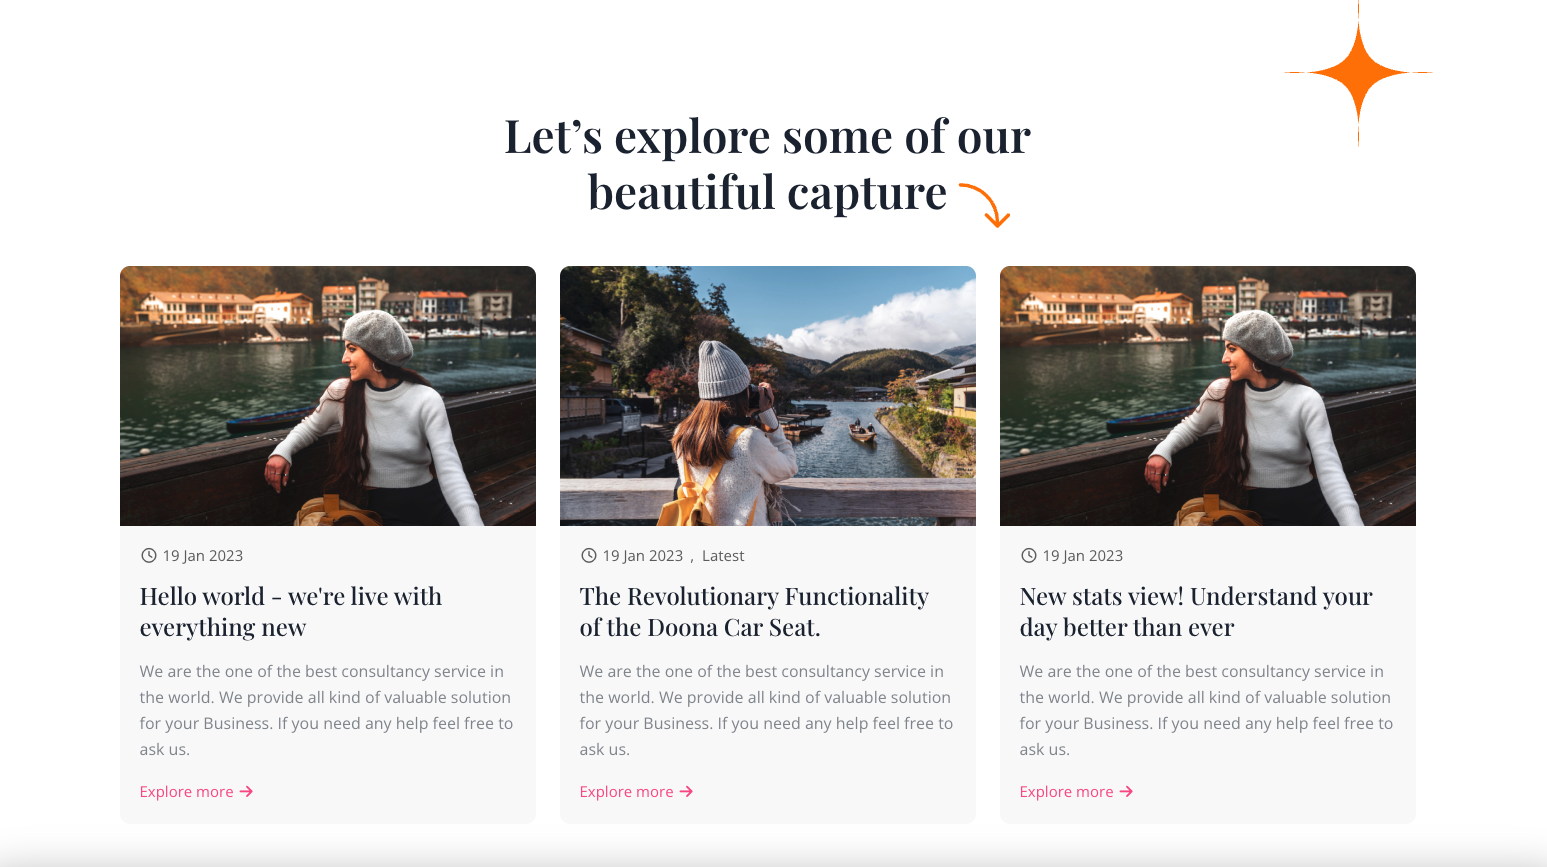 Let’s explore some of our
beautiful capture
19 Jan 2023
Hello world - we're live with
everything new
We are the one of the best consultancy service in
the world. We provide all kind of valuable solution
for your Business. If you need any help feel free to
ask us.
Explore more
19 Jan 2023 , Latest
The Revolutionary Functionality
of the Doona Car Seat.
We are the one of the best consultancy service in
the world. We provide all kind of valuable solution
for your Business. If you need any help feel free to
ask us.
Explore more
19 Jan 2023
New stats view! Understand your
day better than ever
We are the one of the best consultancy service in
the world. We provide all kind of valuable solution
for your Business. If you need any help feel free to
ask us.
Explore more